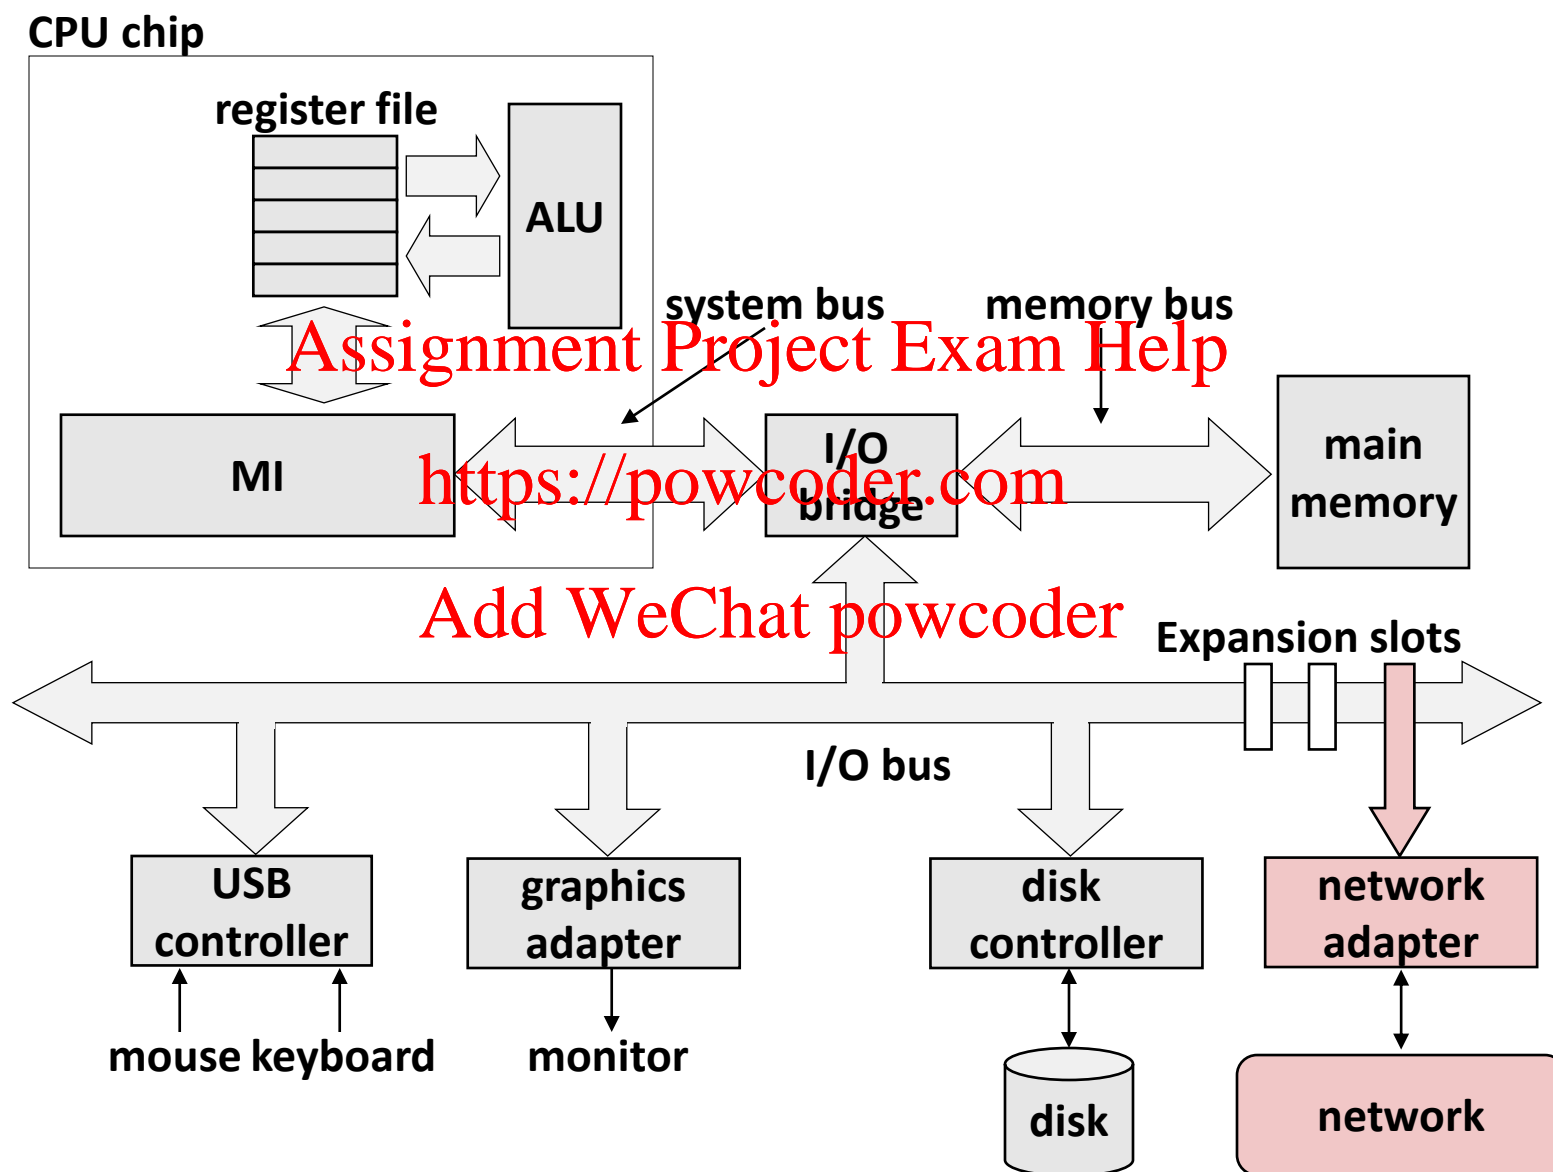 CPU chip
register file
ALU
system bus
memory bus
Assignment Project Exam Help
MI
I/O
bridge
main
memory
https://powcoder.com
Add WeChat powcoder
Expansion slots
I/O bus
USB
controller
graphics
adapter
disk
controller
network
adapter
mouse keyboard
monitor
disk
network